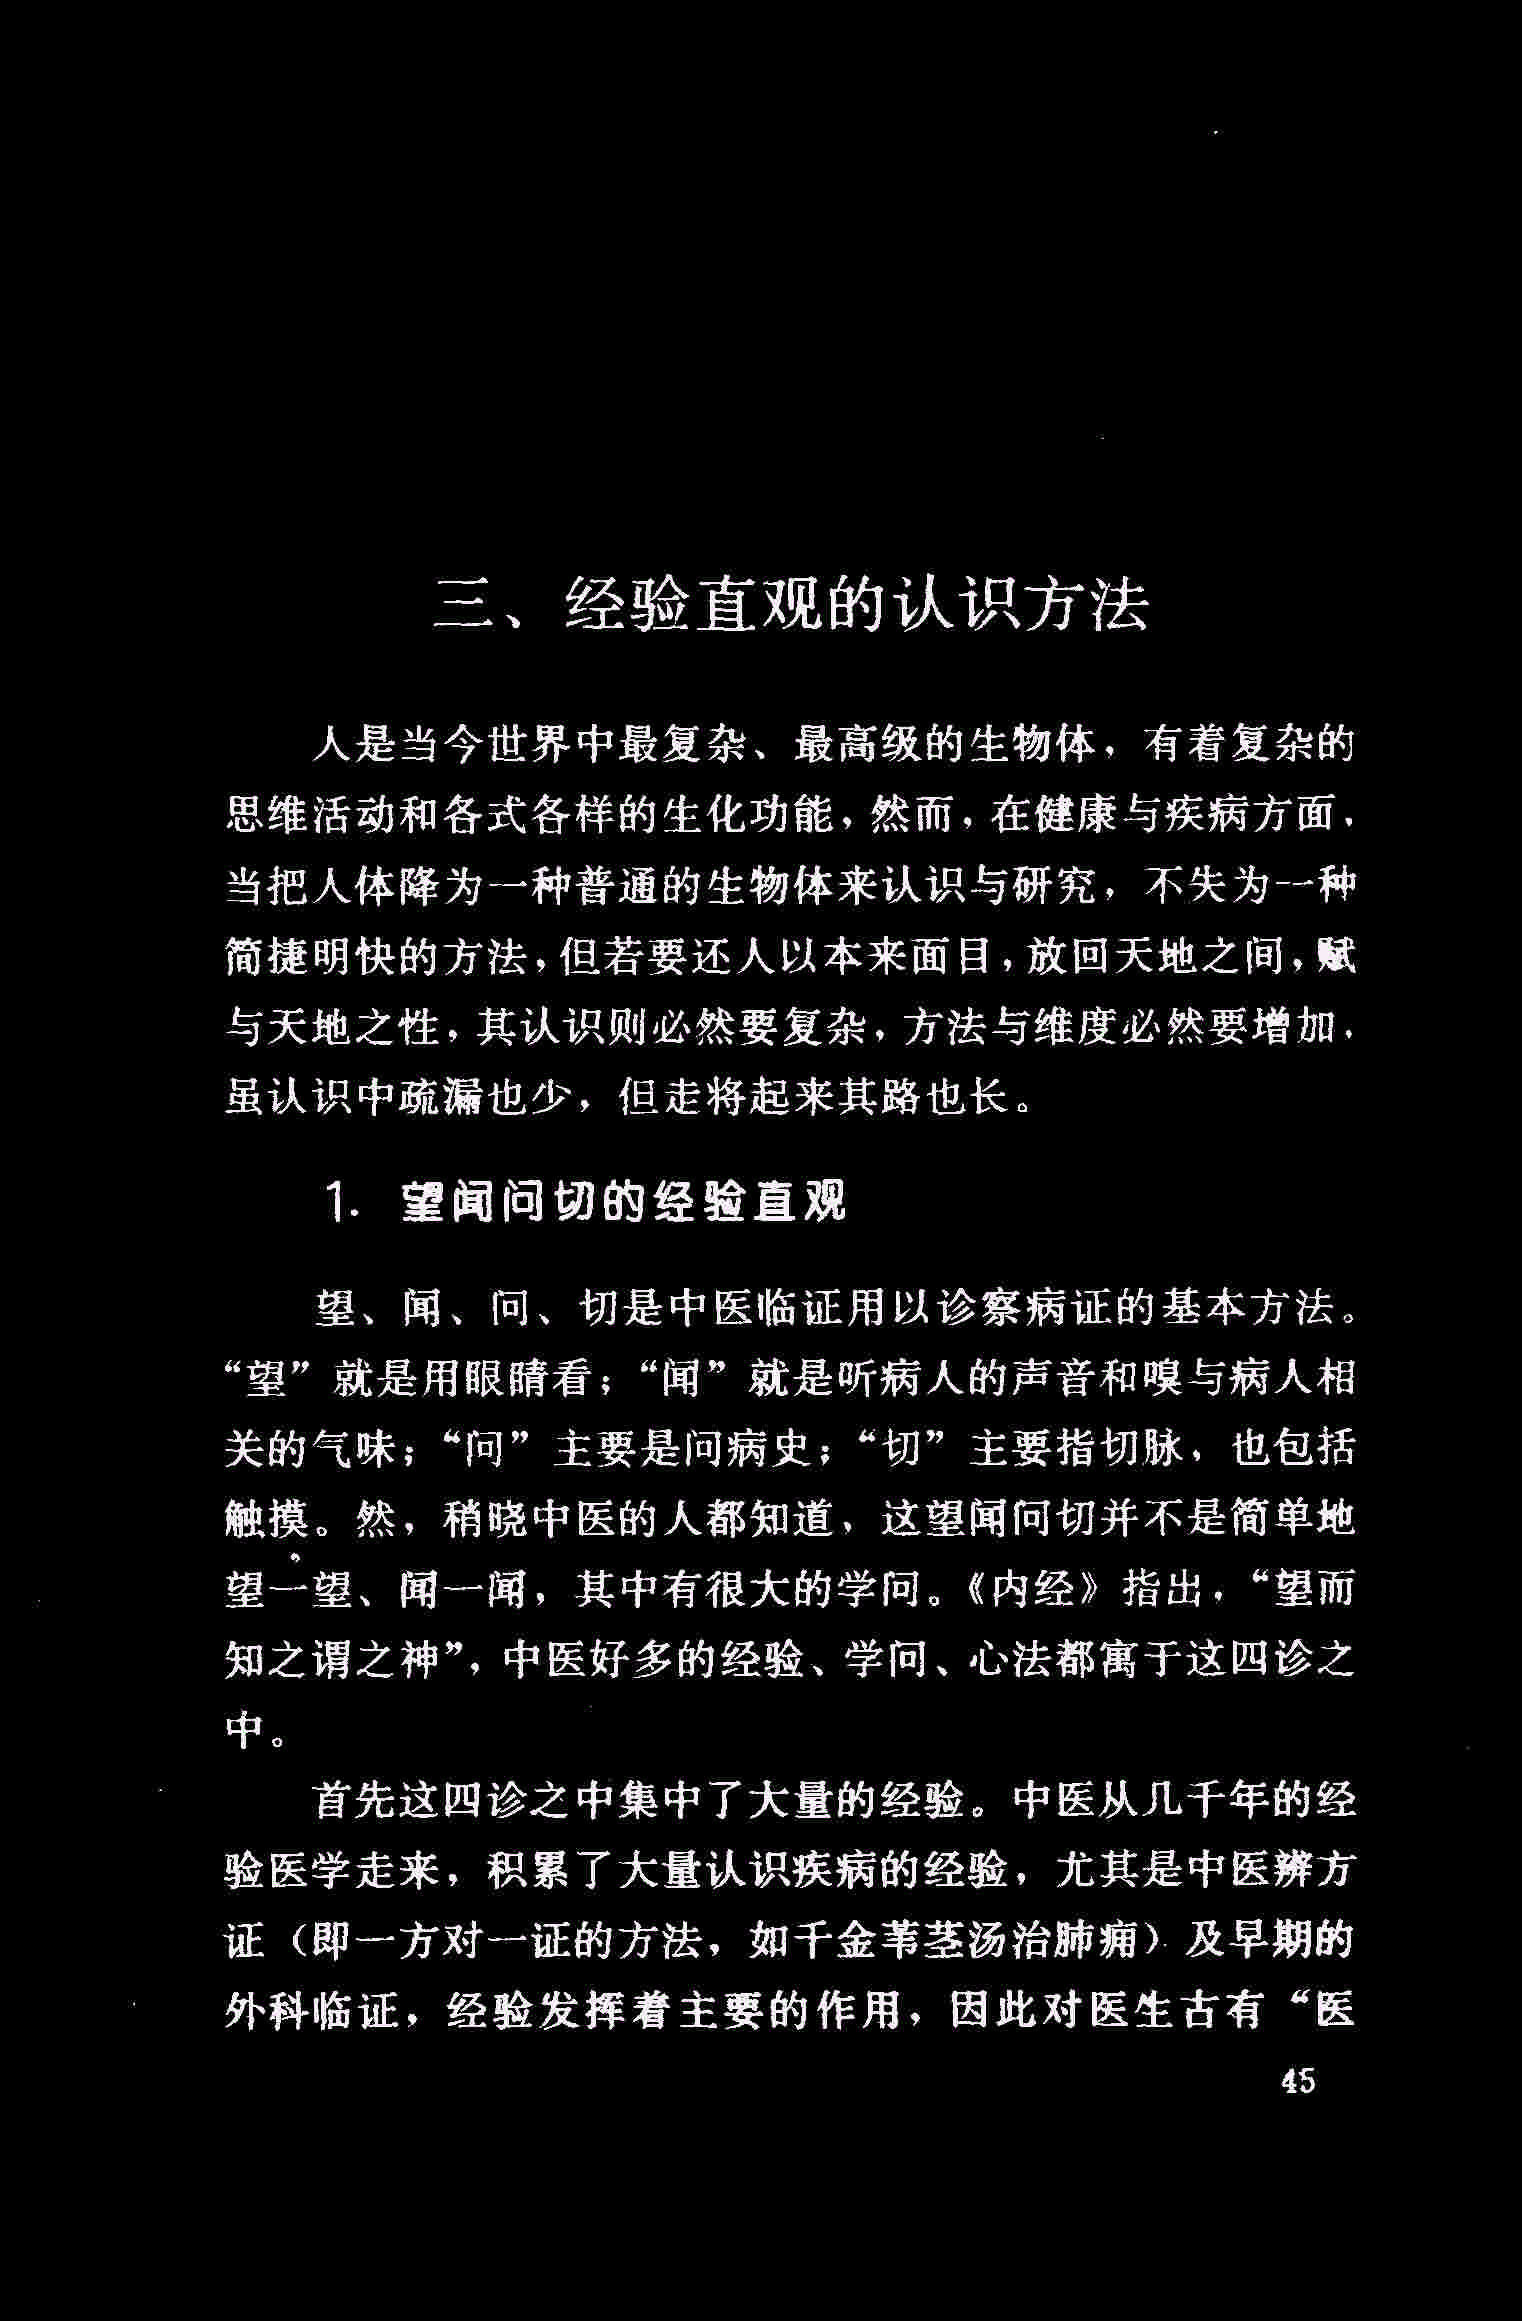 三、经验直观的认识方法
人是当今世界中最复杂、最高级的生物体，有着复杂的
思维活动和各式各样的生化功能，然而，在健康与疾病方面，
当把人体降为一种普通的生物体来认识与研究，不失为一种
简捷明快的方法，但若要还人以本来面目，放回天地之间，赋
与天地之性，其认识则必然要复杂，方法与维度必然要增加，
虽认识中疏漏也少，但走将起来其路也长。
1. 望闻问切的经验直观
望、闻、问、切是中医临证用以诊察病证的基本方法。
“望”就是用眼睛看；“闻”就是听病人的声音和嗅与病人相
关的气味；“问”主要是问病史；“切”主要指切脉，也包括
触摸。然，稍晓中医的人都知道，这望闻问切并不是简单地
望一望、闻一闻，其中有很大的学问。《内经》指出，“望而
知之谓之神”，中医好多的经验、学问、心法都寓于这四诊之
中。
首先这四诊之中集中了大量的经验。中医从几千年的经
验医学走来，积累了大量认识疾病的经验，尤其是中医辨方
证（即一方对一证的方法，如千金苇茎汤治肺痈）及早期的
外科临证，经验发挥着主要的作用，因此对医生古有“医
45